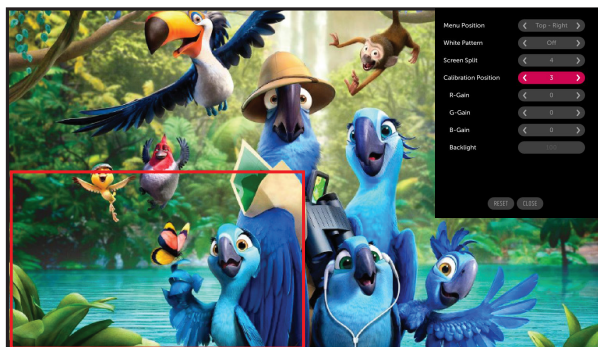 Menu Position Top - Right
White Pattern Off
Screen Split 4
Calibration Position 3
R-Gain 0
G-Gain 0
B-Gain 0
Backlight 100
RESET CLOSE